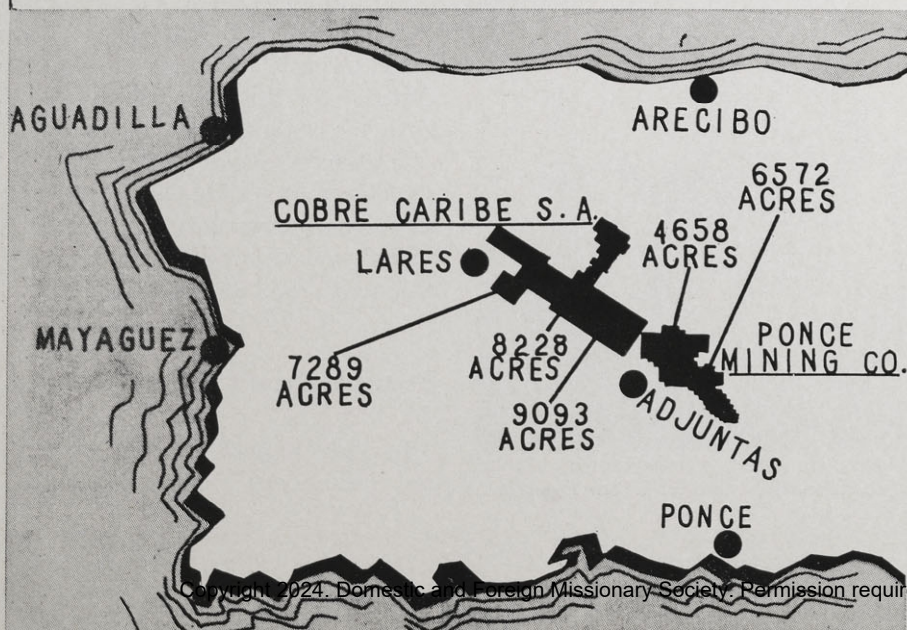 AGUADILLA
ARECIBO
6572
ACRES
COBRE CARIBE S.A.
4658
ACRES
LARES
MAYAGUEZ
PONCE
MINING CO.
7289
ACRES
8228
ACRES
9093
ACRES
ADJUNTAS
PONCE
Copyright 2024. Domestic and Foreign Missionary Society. Permission requir